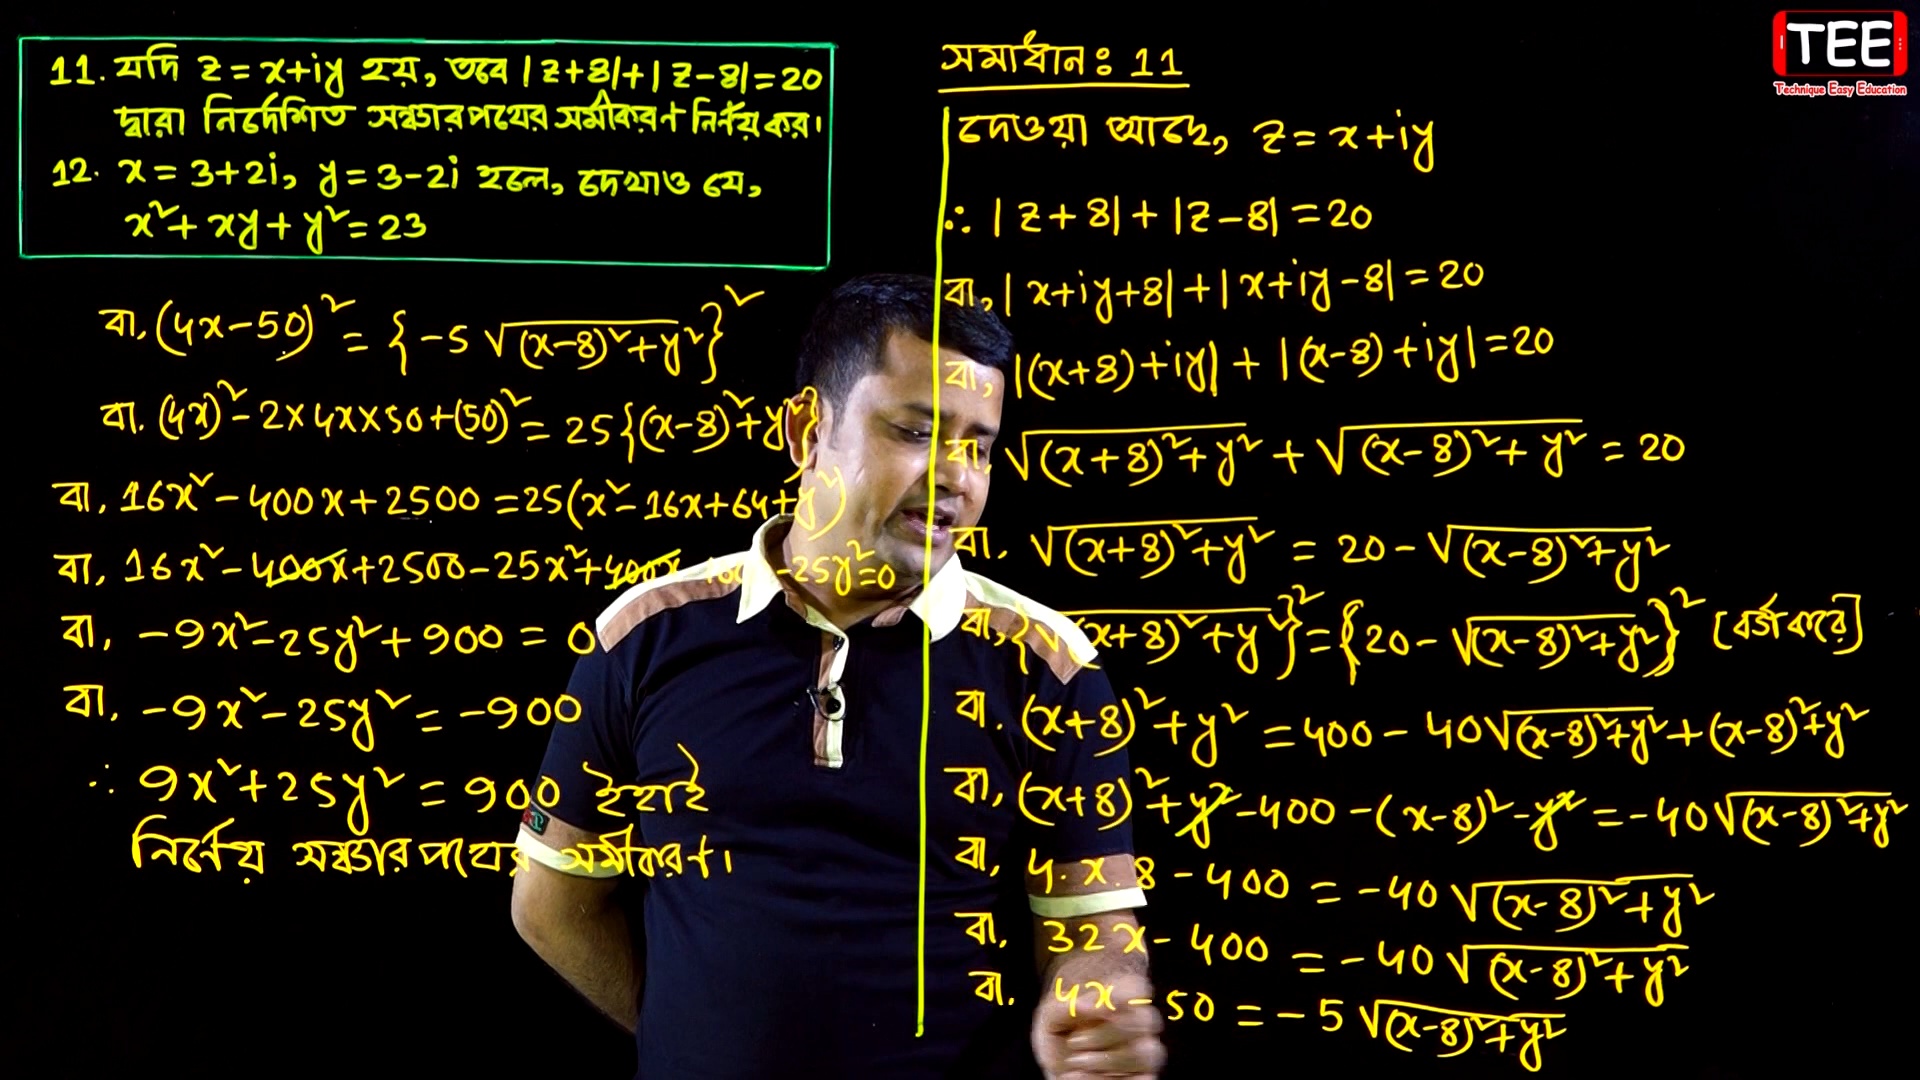 11. যদি z = x+iy হয়, তবে |z+8|+|z-8|=20
দ্বারা নির্দেশিত সঞ্চারপথের সমীকরণ নির্ণয় কর।
12. x = 3+2i, y = 3-2i হলে, দেখাও যে,
x²+ xy + y² = 23
সমাধান: 11
দেওয়া আছে, z = x+iy
∴ |z+8|+|z-8| = 20
বা, |x+iy+8|+|x+iy-8| = 20
বা, |(x+8)+iy| + |(x-8)+iy| = 20
বা, √(x+8)²+y² + √(x-8)²+y² = 20
বা. √(x+8)²+y² = 20 - √(x-8)²+y²
বা, {√(x+8)²+y²}² = {20 - √(x-8)²+y²}² [বর্গ করে]
বা. (x+8)²+y² = 400 - 40√(x-8)²+y² + (x-8)²+y²
বা, (x+8)²+y²-400-(x-8)²-y² = -40√(x-8)²+y²
বা, 4.x.8 - 400 = -40√(x-8)²+y²
বা. 32x - 400 = -40√(x-8)²+y²
বা. 4x - 50 = -5√(x-8)²+y²
বা. (4x-50)² = {-5√(x-8)²+y²}²
বা. (4x)²-2×4x×50+(50)² = 25{(x-8)²+y²}
বা, 16x²-400x+2500 = 25(x²-16x+64+y²)
বা, 16x²-400x+2500-25x²+400x -25y²=0
বা, -9x²-25y²+900 = 0
বা. -9x²-25y² = -900
∴ 9x²+25y² = 900 ইহাই
নির্ণেয় সঞ্চারপথের সমীকরণ।
TEE
Technique Easy Education